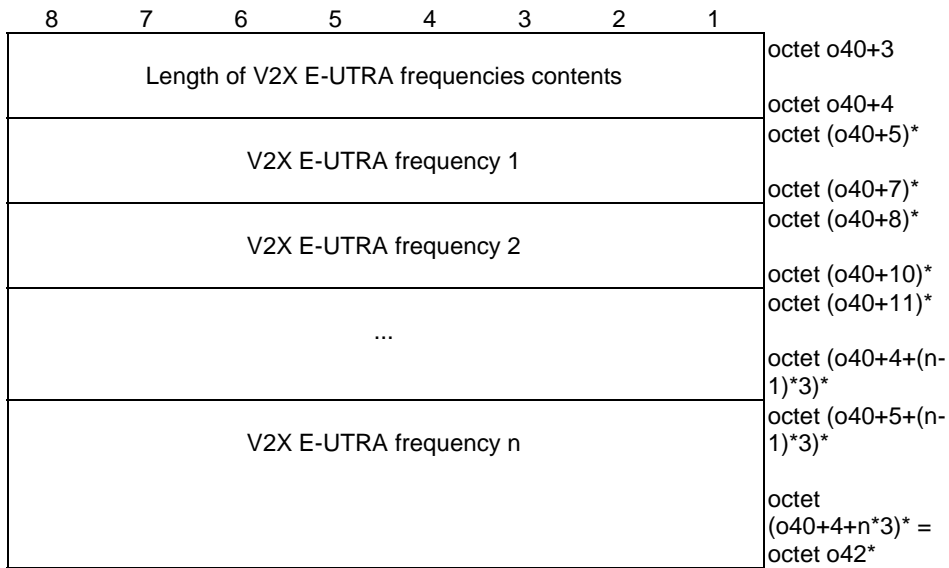 8 7 6 5 4 3 2 1
Length of V2X E-UTRA frequencies contents
octet o40+3
octet o40+4
V2X E-UTRA frequency 1
octet (o40+5)*
octet (o40+7)*
V2X E-UTRA frequency 2
octet (o40+8)*
octet (o40+10)*
...
octet (o40+11)*
octet (o40+4+(n-
1)*3)*
V2X E-UTRA frequency n
octet (o40+5+(n-
1)*3)*
octet
(o40+4+n*3)* =
octet o42*